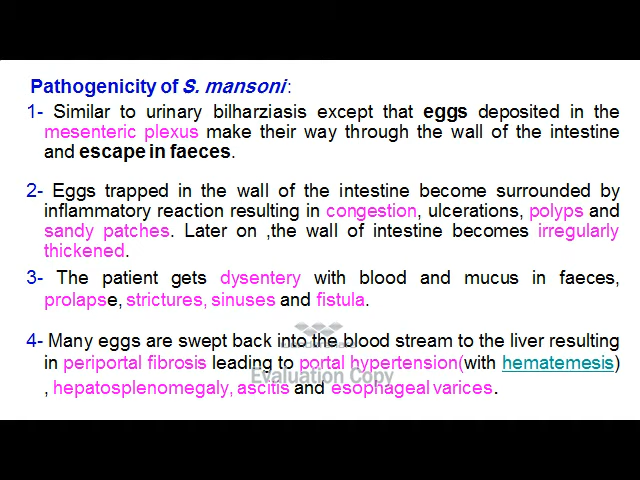 Pathogenicity of S. mansoni:
1- Similar to urinary bilharziasis except that eggs deposited in the
mesenteric plexus make their way through the wall of the intestine
and escape in faeces.
2- Eggs trapped in the wall of the intestine become surrounded by
inflammatory reaction resulting in congestion, ulcerations, polyps and
sandy patches. Later on ,the wall of intestine becomes irregularly
thickened.
3- The patient gets dysentery with blood and mucus in faeces,
prolapse, strictures, sinuses and fistula.
4- Many eggs are swept back into the blood stream to the liver resulting
in periportal fibrosis leading to portal hypertension(with hematemesis)
Evaluation Copy
, hepatosplenomegaly, ascitis and esophageal varices.